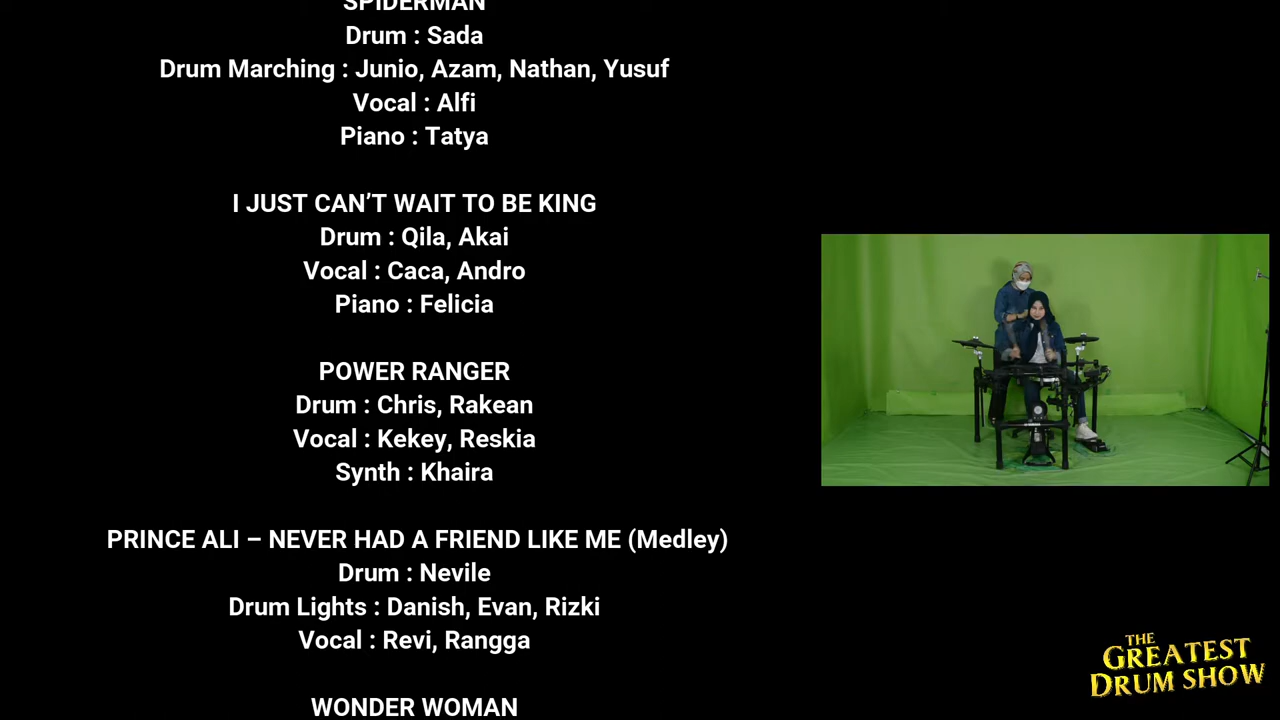 SPIDERMAN
Drum : Sada
Drum Marching : Junio, Azam, Nathan, Yusuf
Vocal : Alfi
Piano : Tatya
I JUST CAN’T WAIT TO BE KING
Drum : Qila, Akai
Vocal : Caca, Andro
Piano : Felicia
POWER RANGER
Drum : Chris, Rakean
Vocal : Kekey, Reskia
Synth : Khaira
PRINCE ALI – NEVER HAD A FRIEND LIKE ME (Medley)
Drum : Nevile
Drum Lights : Danish, Evan, Rizki
Vocal : Revi, Rangga
WONDER WOMAN
THE
GREATEST
DRUM SHOW